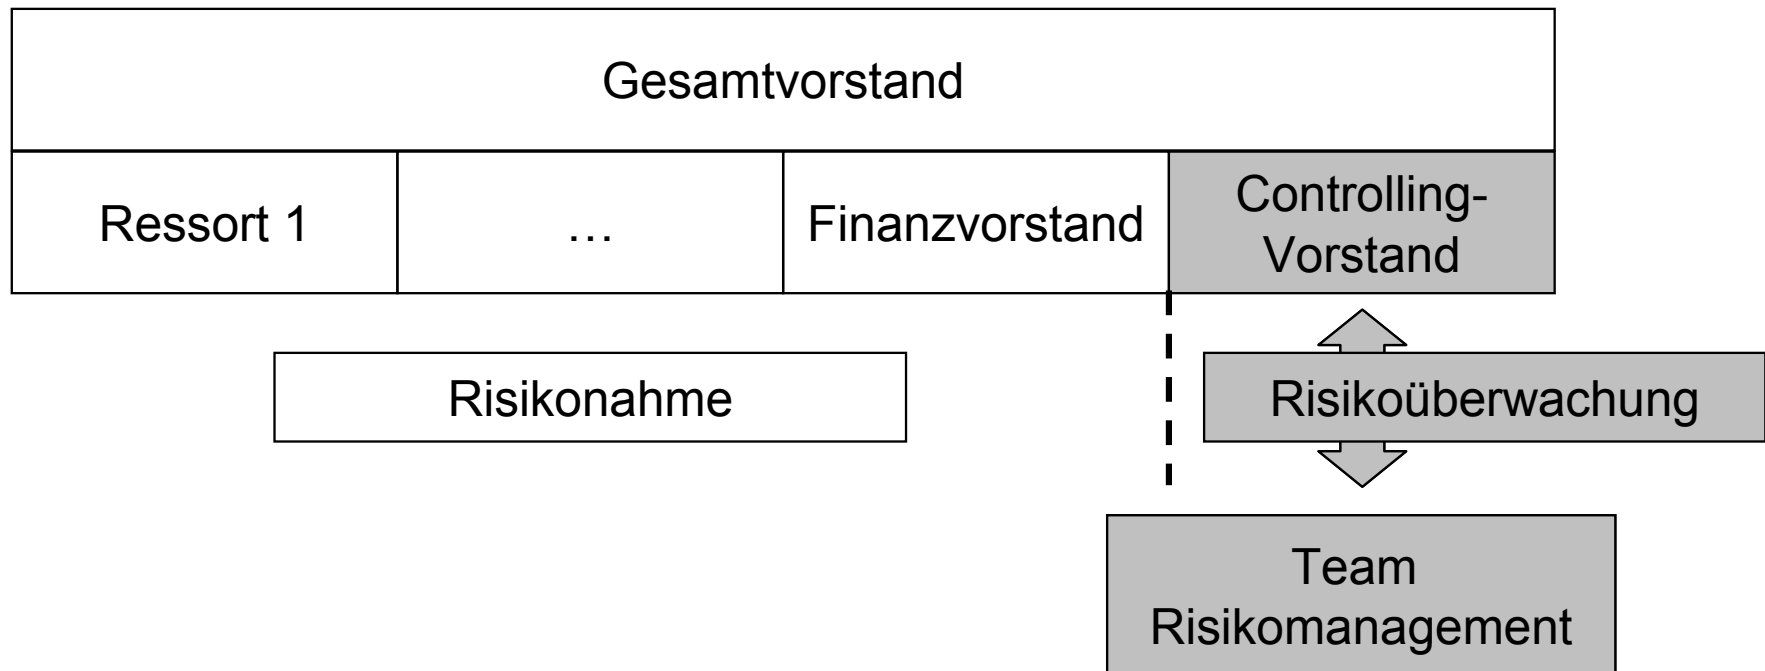 Gesamtvorstand
Ressort 1
…
Finanzvorstand
Controlling-
Vorstand
Risikonahme
Risikoüberwachung
Team
Risikomanagement